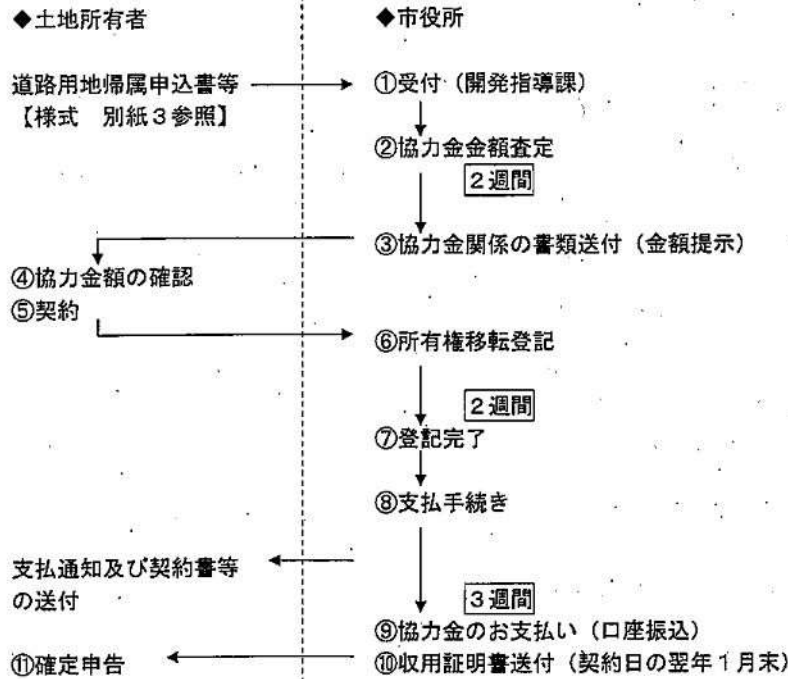 ◆土地所有者
◆市役所
道路用地帰属申込書等
【様式　別紙３参照】
①受付（開発指導課）
②協力金金額査定
２週間
③協力金関係の書類送付（金額提示）
④協力金額の確認
⑤契約
⑥所有権移転登記
２週間
⑦登記完了
⑧支払手続き
支払通知及び契約書等
の送付
３週間
⑨協力金のお支払い（口座振込）
⑩収用証明書送付（契約日の翌年１月末）
⑪確定申告